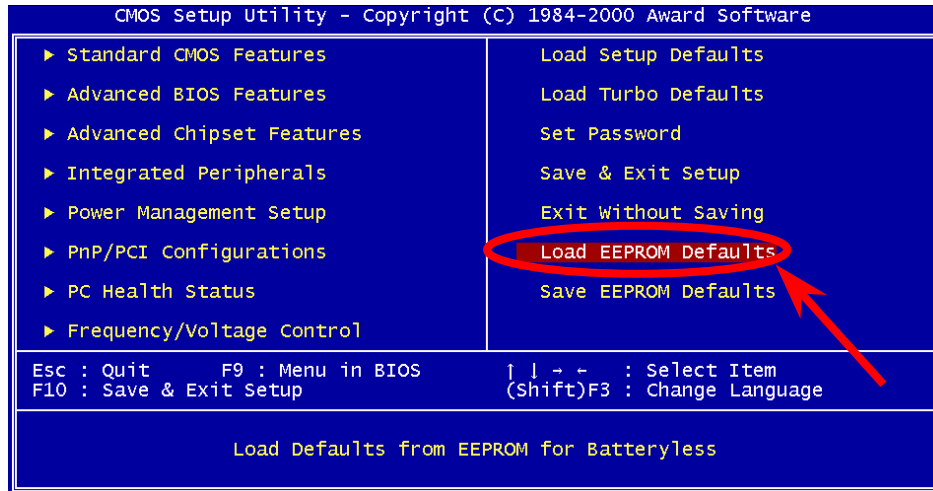 CMOS Setup Utility - Copyright (C) 1984-2000 Award Software
▶ Standard CMOS Features
▶ Advanced BIOS Features
▶ Advanced Chipset Features
▶ Integrated Peripherals
▶ Power Management Setup
▶ PnP/PCI Configurations
▶ PC Health Status
▶ Frequency/Voltage Control
Load Setup Defaults
Load Turbo Defaults
Set Password
Save & Exit Setup
Exit Without Saving
Load EEPROM Defaults
Save EEPROM Defaults
Esc : Quit F9 : Menu in BIOS ↑ ↓ → ← : Select Item
F10 : Save & Exit Setup (Shift)F3 : Change Language
Load Defaults from EEPROM for Batteryless